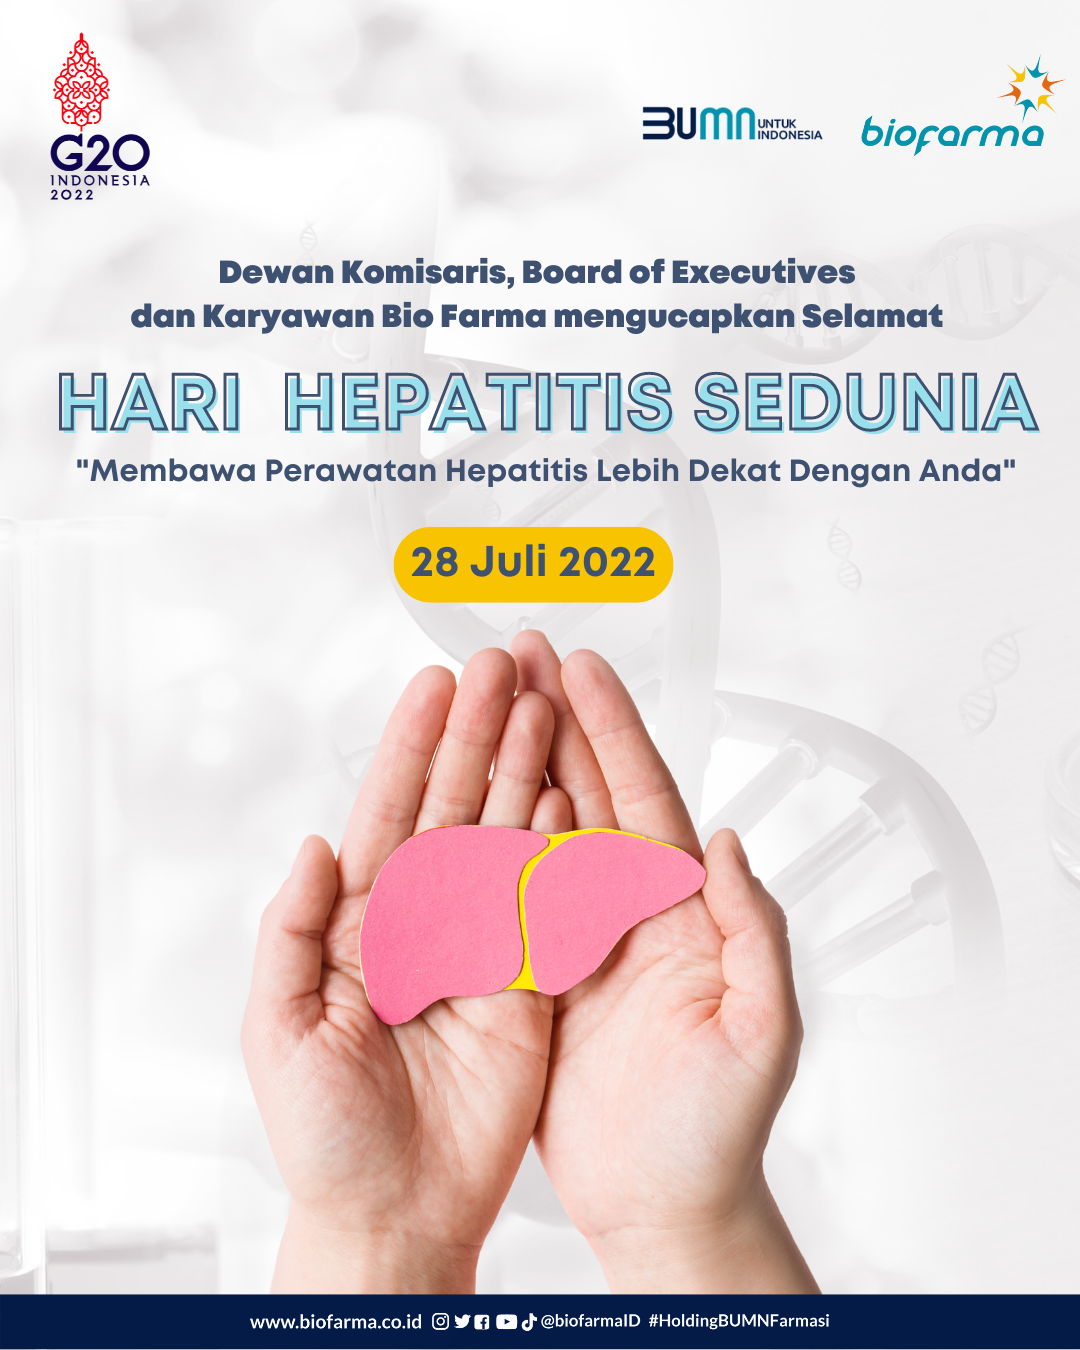 G20
INDONESIA
2022
BUMN UNTUK
INDONESIA
biofarma
Dewan Komisaris, Board of Executives
dan Karyawan Bio Farma mengucapkan Selamat
HARI HEPATITIS SEDUNIA
"Membawa Perawatan Hepatitis Lebih Dekat Dengan Anda"
28 Juli 2022
www.biofarma.co.id @biofarmaID #HoldingBUMNFarmasi